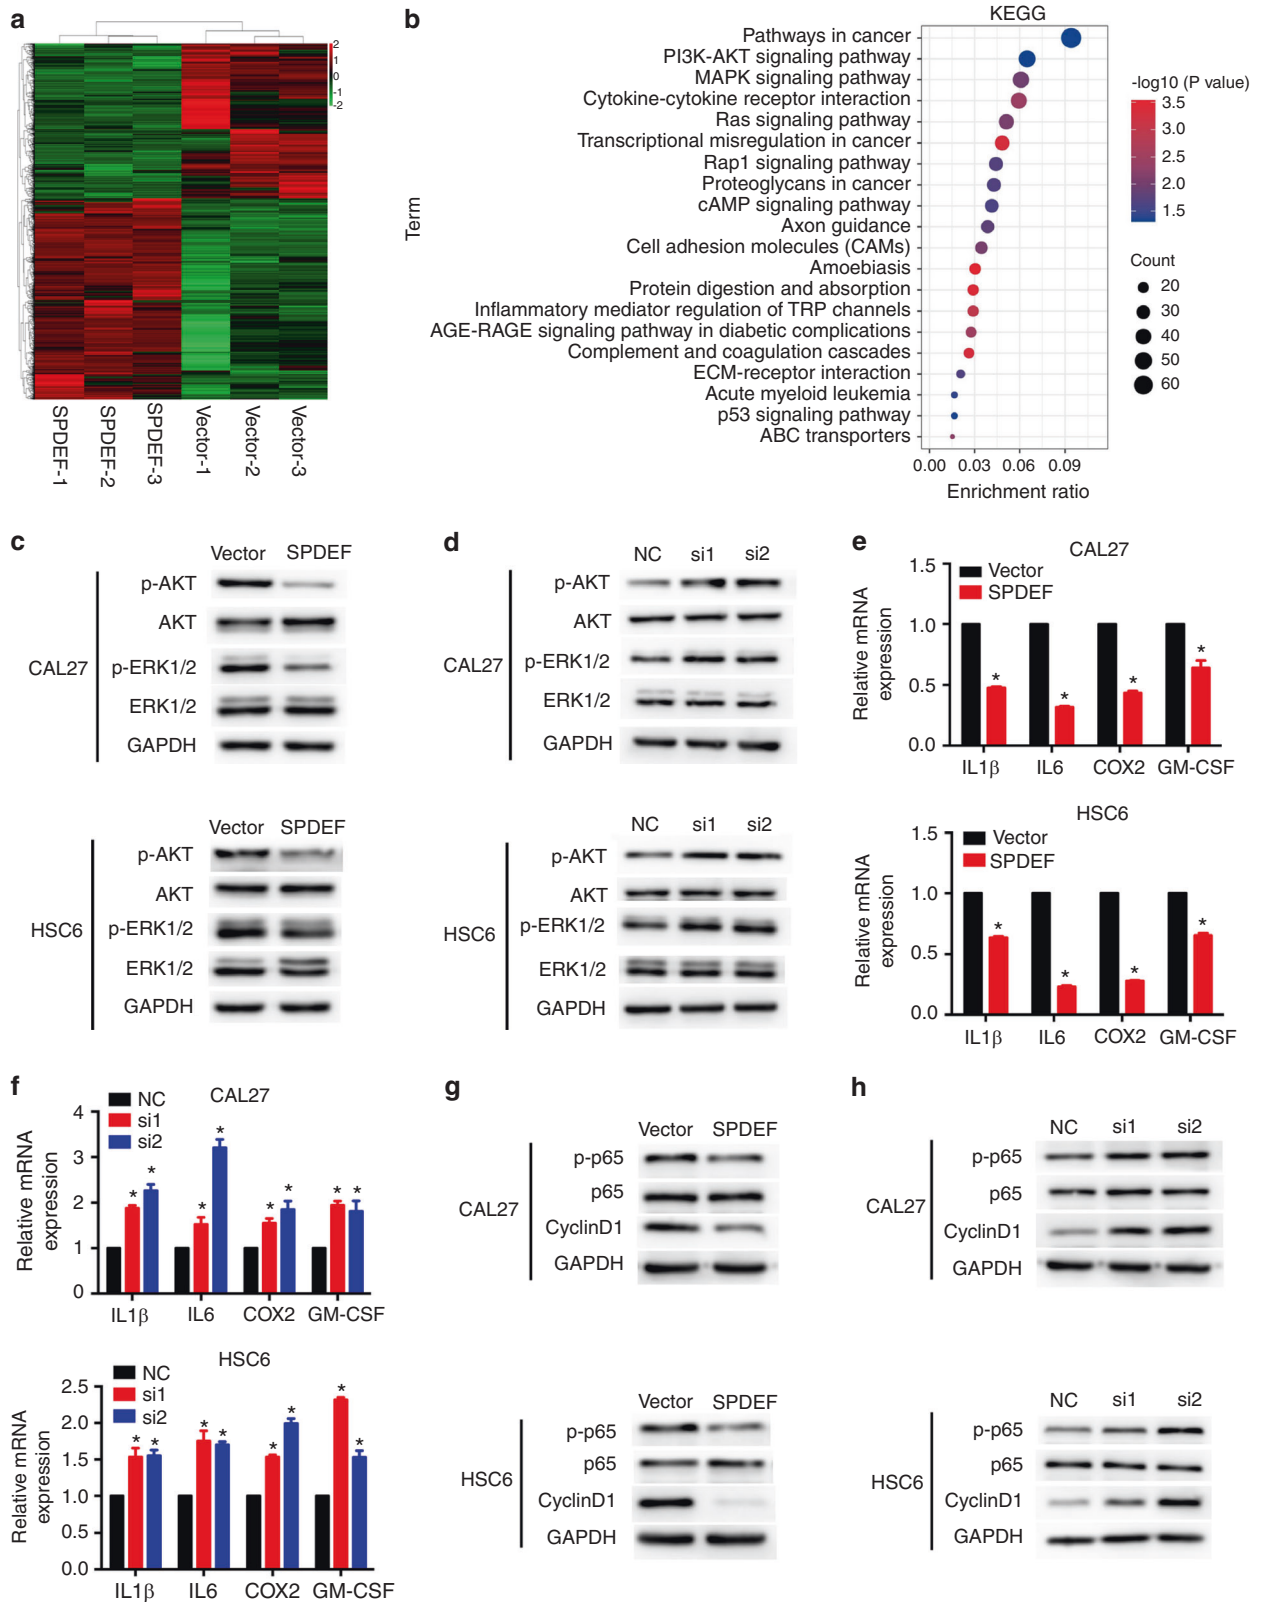 a
2
1
0
-1
-2
SPDEF-1
SPDEF-2
SPDEF-3
Vector-1
Vector-2
Vector-3
b
KEGG
Term
Pathways in cancer
PI3K-AKT signaling pathway
MAPK signaling pathway
Cytokine-cytokine receptor interaction
Ras signaling pathway
Transcriptional misregulation in cancer
Rap1 signaling pathway
Proteoglycans in cancer
cAMP signaling pathway
Axon guidance
Cell adhesion molecules (CAMs)
Amoebiasis
Protein digestion and absorption
Inflammatory mediator regulation of TRP channels
AGE-RAGE signaling pathway in diabetic complications
Complement and coagulation cascades
ECM-receptor interaction
Acute myeloid leukemia
p53 signaling pathway
ABC transporters
0.00 0.03 0.06 0.09
Enrichment ratio
-log10 (P value)
3.5
3.0
2.5
2.0
1.5
Count
20
30
40
50
60
c
Vector SPDEF
CAL27
p-AKT
AKT
p-ERK1/2
ERK1/2
GAPDH
Vector SPDEF
HSC6
p-AKT
AKT
p-ERK1/2
ERK1/2
GAPDH
d
NC si1 si2
CAL27
p-AKT
AKT
p-ERK1/2
ERK1/2
GAPDH
NC si1 si2
HSC6
p-AKT
AKT
p-ERK1/2
ERK1/2
GAPDH
e
CAL27
Vector
SPDEF
Relative mRNA
expression
1.5
1.0
0.5
0.0
* * * *
IL1β IL6 COX2 GM-CSF
HSC6
Vector
SPDEF
Relative mRNA
expression
1.5
1.0
0.5
0.0
* * * *
IL1β IL6 COX2 GM-CSF
f
CAL27
NC
si1
si2
Relative mRNA
expression
4
3
2
1
0
* * * * * * * *
IL1β IL6 COX2 GM-CSF
HSC6
NC
si1
si2
Relative mRNA
expression
2.5
2.0
1.5
1.0
0.5
0.0
* * * * * * * *
IL1β IL6 COX2 GM-CSF
g
Vector SPDEF
CAL27
p-p65
p65
CyclinD1
GAPDH
Vector SPDEF
HSC6
p-p65
p65
CyclinD1
GAPDH
h
NC si1 si2
CAL27
p-p65
p65
CyclinD1
GAPDH
NC si1 si2
HSC6
p-p65
p65
CyclinD1
GAPDH